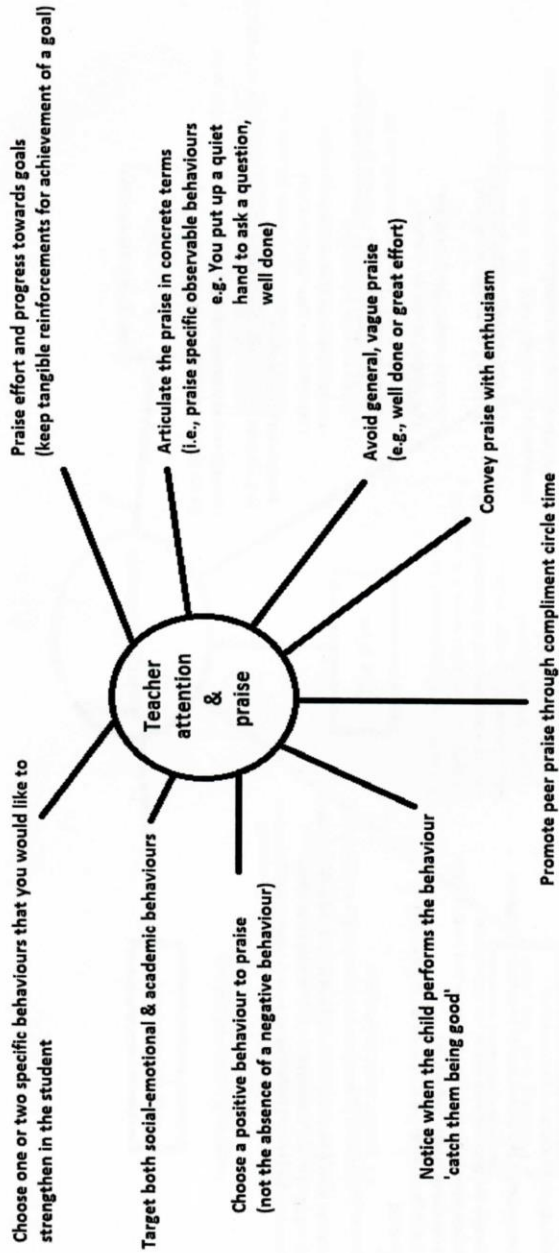 Choose one or two specific behaviours that you would like to
strengthen in the student
Target both social-emotional & academic behaviours
Choose a positive behaviour to praise
(not the absence of a negative behaviour)
Notice when the child performs the behaviour
'catch them being good'
Promote peer praise through compliment circle time
Teacher
attention
&
praise
Praise effort and progress towards goals
(keep tangible reinforcements for achievement of a goal)
Articulate the praise in concrete terms
(i.e., praise specific observable behaviours
e.g. You put up a quiet
hand to ask a question,
well done)
Avoid general, vague praise
(e.g., well done or great effort)
Convey praise with enthusiasm